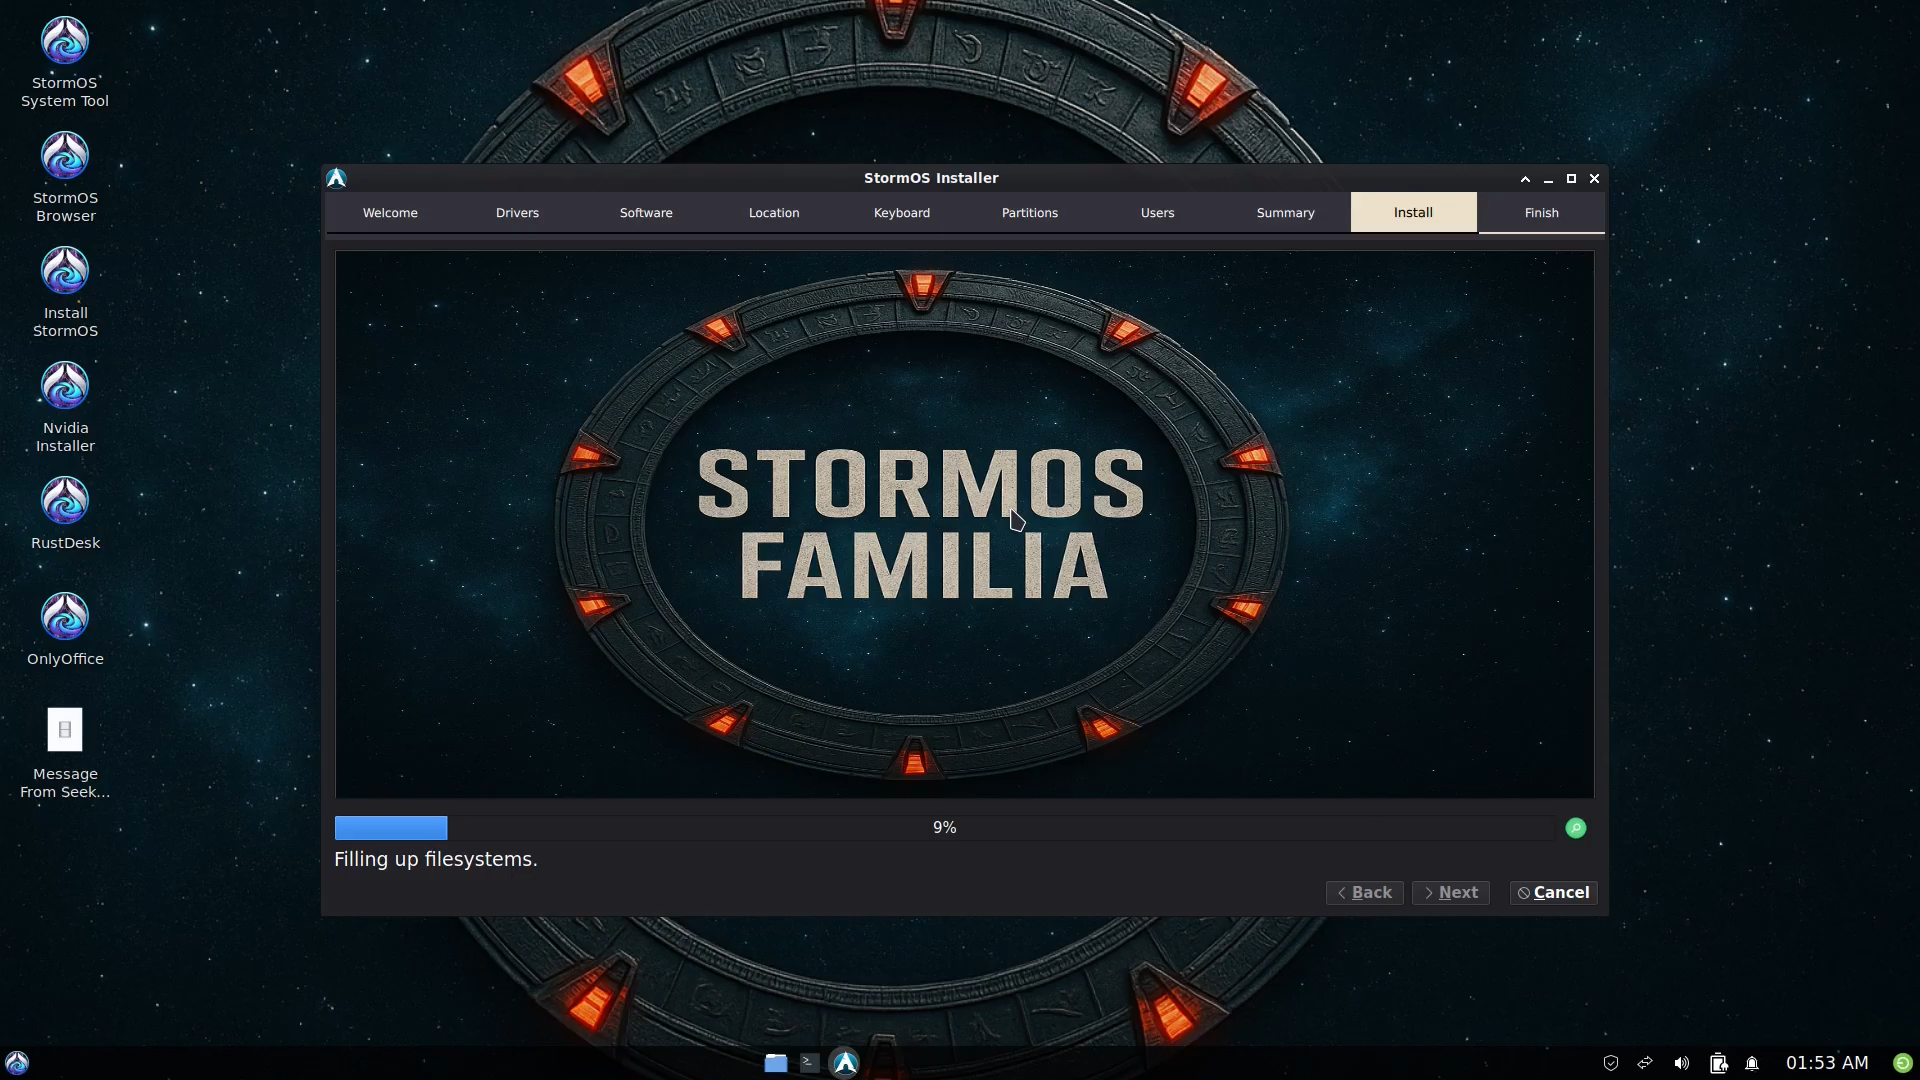 StormOS
System Tool
StormOS
Browser
Install
StormOS
Nvidia
Installer
RustDesk
OnlyOffice
Message
From Seek...
StormOS Installer
Welcome
Drivers
Software
Location
Keyboard
Partitions
Users
Summary
Install
Finish
STORMOS
FAMILIA
9%
Filling up filesystems.
Back
Next
Cancel
01:53 AM